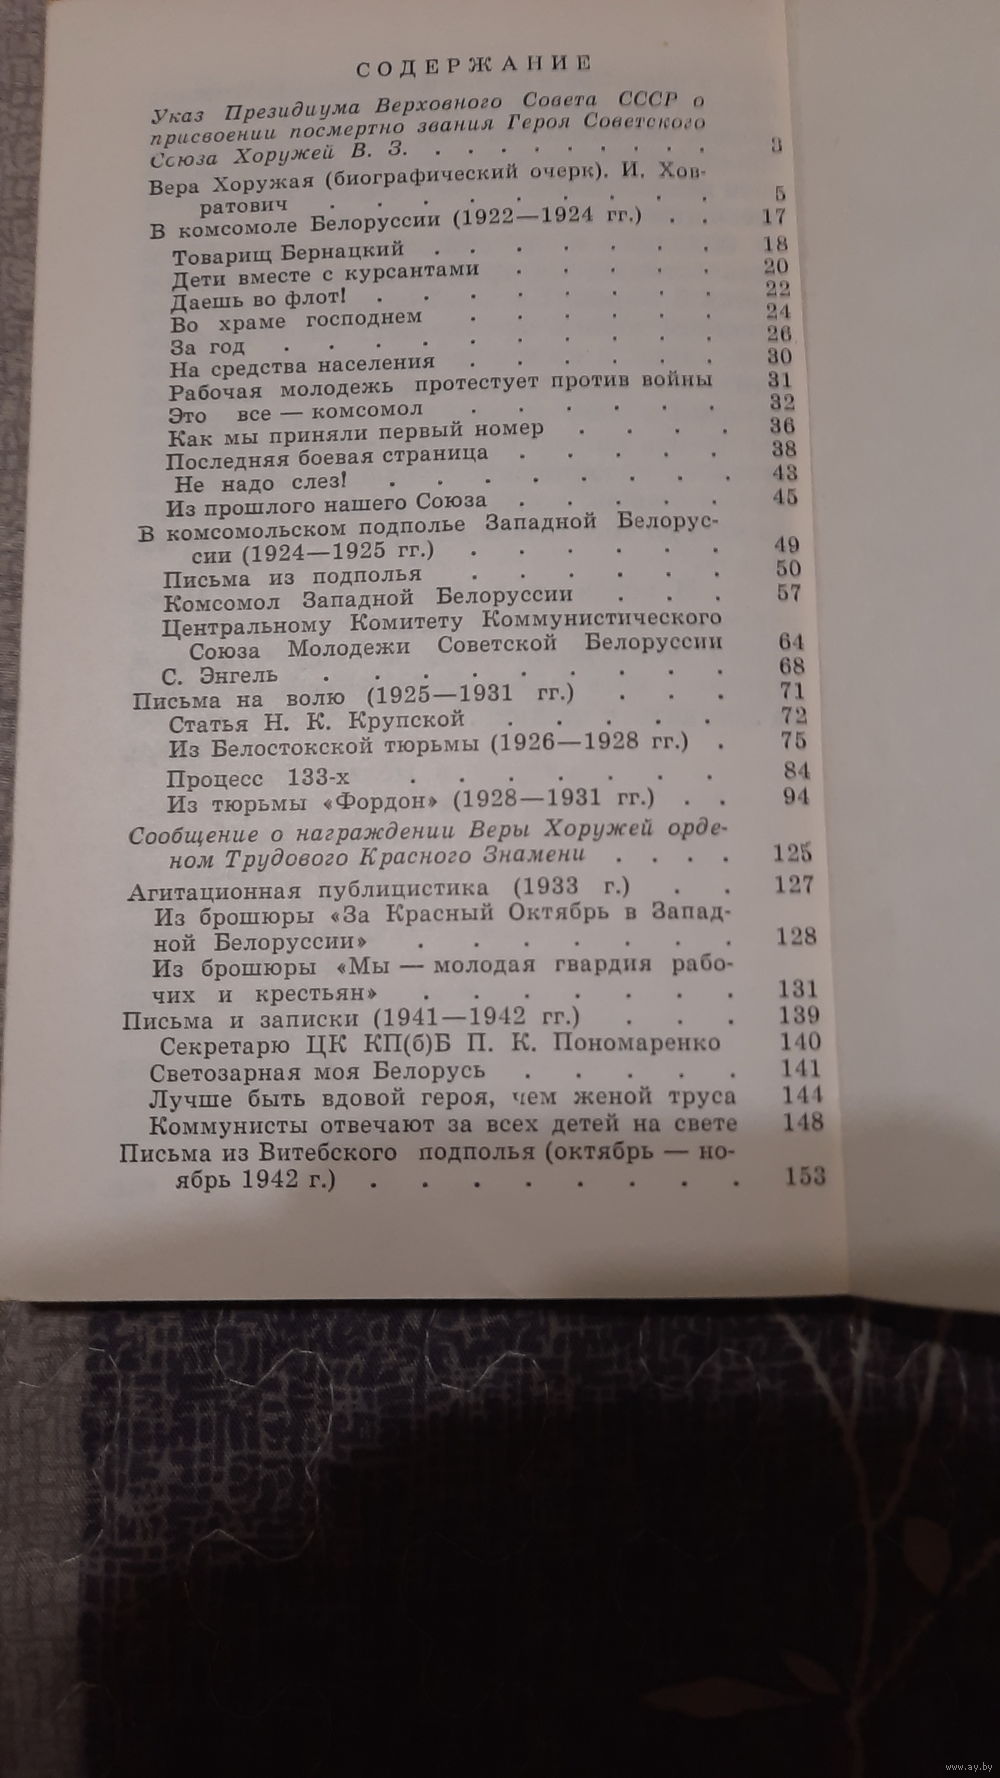 СОДЕРЖАНИЕ
Указ Президиума Верховного Совета СССР о
присвоении посмертно звания Героя Советского
Союза Хоружей В. З. . . . . . . . . . 3
Вера Хоружая (биографический очерк). И. Хов-
ратович . . . . . . . . . 5
В комсомоле Белоруссии (1922—1924 гг.) . . 17
Товарищ Бернацкий . . . . . . . 18
Дети вместе с курсантами . . . . . 20
Даешь во флот! . . . . . . . . 22
Во храме господнем . . . . . . 24
За год . . . . . . . . . . 26
На средства населения . . . . . . 30
Рабочая молодежь протестует против войны 31
Это все — комсомол . . . . . . 32
Как мы приняли первый номер . . . . 36
Последняя боевая страница . . . . . 38
Не надо слез! . . . . . . . . 43
Из прошлого нашего Союза . . . . . 45
В комсомольском подполье Западной Белорус-
сии (1924—1925 гг.) . . . . . . 49
Письма из подполья . . . . . . 50
Комсомол Западной Белоруссии . . . 57
Центральному Комитету Коммунистического
Союза Молодежи Советской Белоруссии 64
С. Энгель . . . . . . . . . 68
Письма на волю (1925—1931 гг.) . . . 71
Статья Н. К. Крупской . . . . . 72
Из Белостокской тюрьмы (1926—1928 гг.) . 75
Процесс 133-х . . . . . . . 84
Из тюрьмы «Фордон» (1928—1931 гг.) . . 94
Сообщение о награждении Веры Хоружей орде-
ном Трудового Красного Знамени . . . . 125
Агитационная публицистика (1933 г.) . . 127
Из брошюры «За Красный Октябрь в Запад-
ной Белоруссии» . . . . . . . 128
Из брошюры «Мы — молодая гвардия рабо-
чих и крестьян» . . . . . . . 131
Письма и записки (1941—1942 гг.) . . . 139
Секретарю ЦК КП(б)Б П. К. Пономаренко 140
Светозарная моя Белорусь . . . . . 141
Лучше быть вдовой героя, чем женой труса 144
Коммунисты отвечают за всех детей на свете 148
Письма из Витебского подполья (октябрь — но-
ябрь 1942 г.) . . . . . . . . 153
www.ay.by